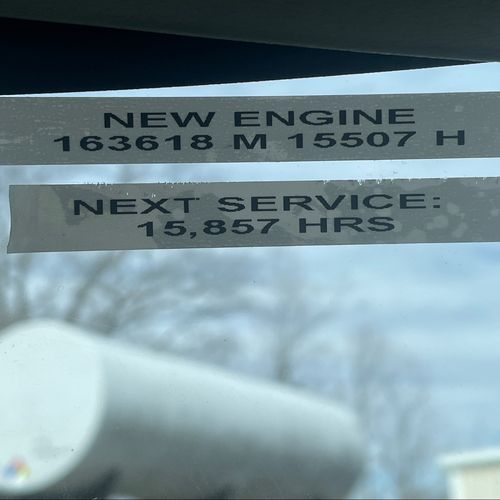 NEW ENGINE
163618 M 15507 H
NEXT SERVICE:
15,857 HRS